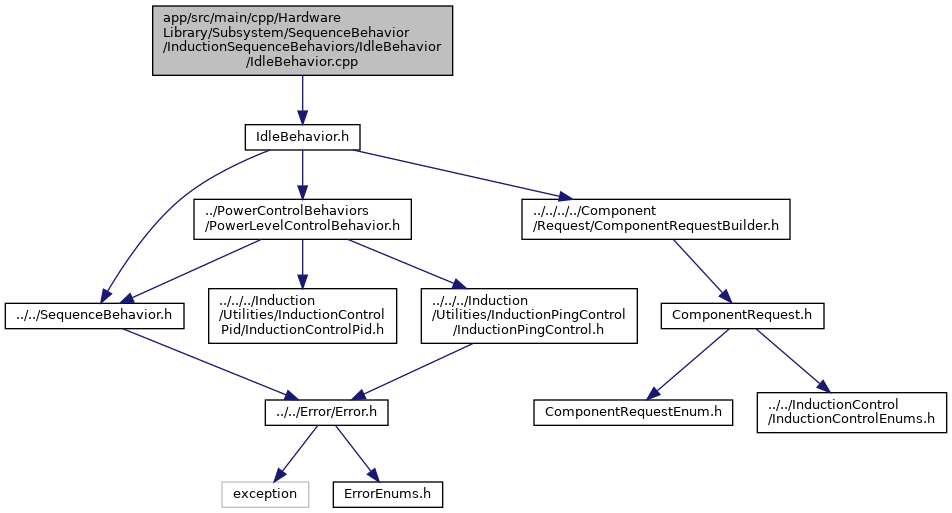 app/src/main/cpp/Hardware
Library/Subsystem/SequenceBehavior
/InductionSequenceBehaviors/IdleBehavior
/IdleBehavior.cpp
IdleBehavior.h
../PowerControlBehaviors
/PowerLevelControlBehavior.h
../../../../Component
/Request/ComponentRequestBuilder.h
../../SequenceBehavior.h
../../../Induction
/Utilities/InductionControl
Pid/InductionControlPid.h
../../../Induction
/Utilities/InductionPingControl
/InductionPingControl.h
ComponentRequest.h
../../Error/Error.h
ComponentRequestEnum.h
../../InductionControl
/InductionControlEnums.h
exception
ErrorEnums.h